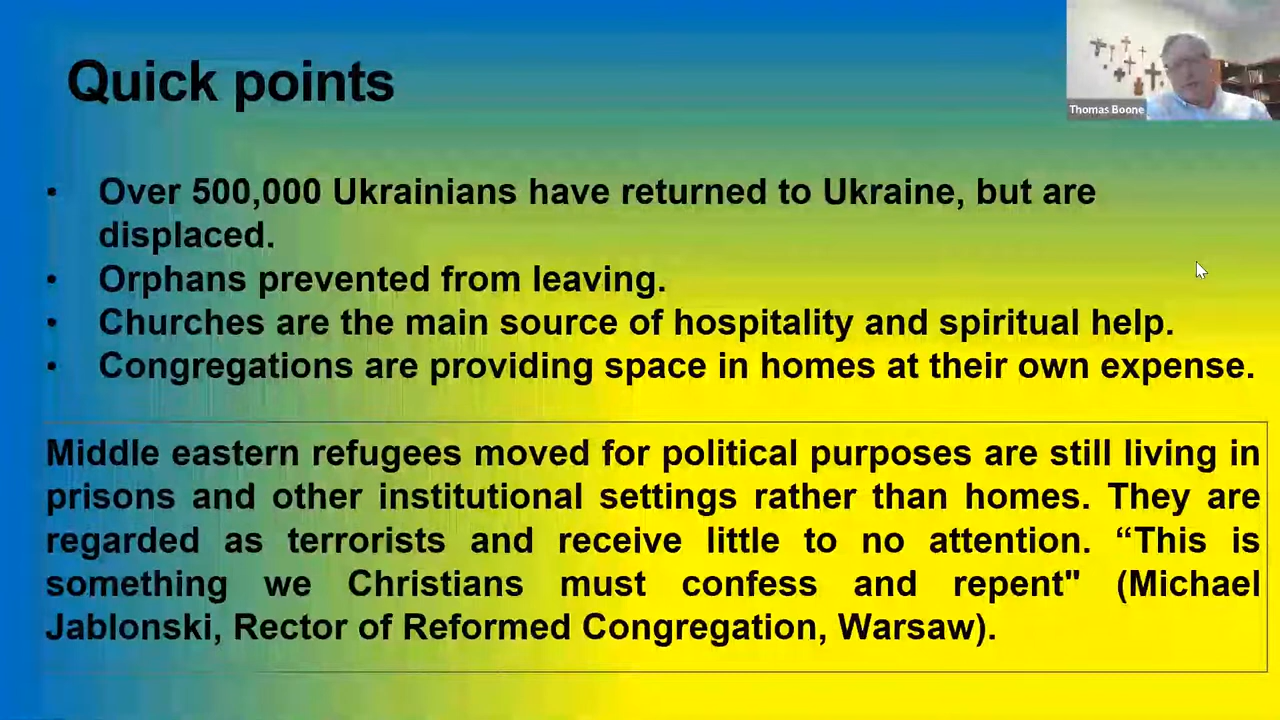 Quick points
Thomas Boone
• Over 500,000 Ukrainians have returned to Ukraine, but are
displaced.
• Orphans prevented from leaving.
• Churches are the main source of hospitality and spiritual help.
• Congregations are providing space in homes at their own expense.
Middle eastern refugees moved for political purposes are still living in
prisons and other institutional settings rather than homes. They are
regarded as terrorists and receive little to no attention. “This is
something we Christians must confess and repent" (Michael
Jablonski, Rector of Reformed Congregation, Warsaw).